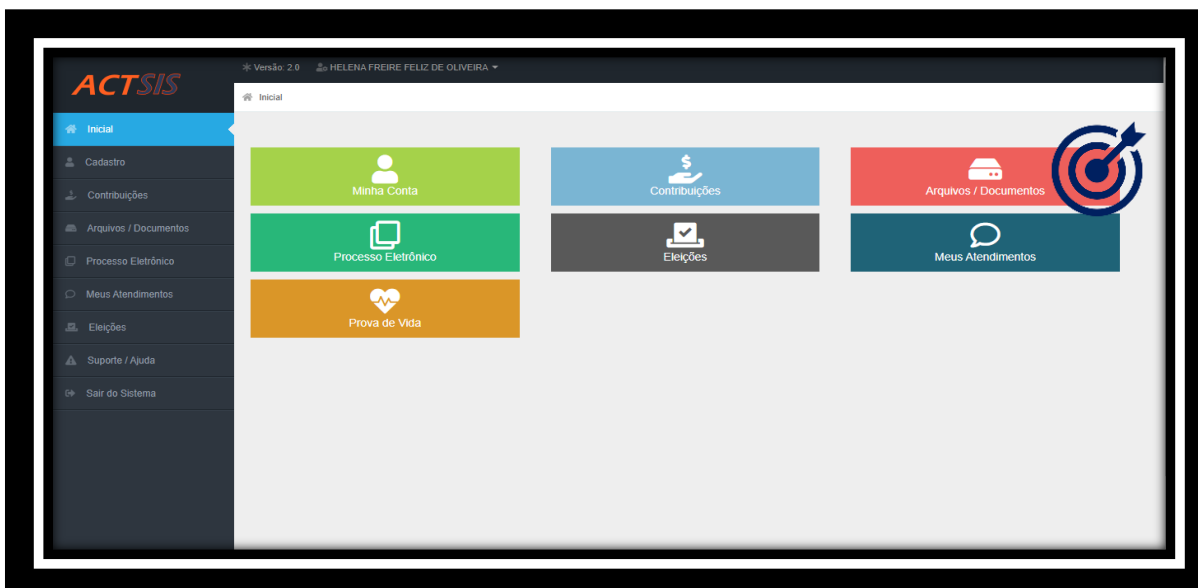 ACTSIS
Versão: 2.0 HELENA FREIRE FELIZ DE OLIVEIRA
Inicial
Inicial
Cadastro
Contribuições
Arquivos / Documentos
Processo Eletrônico
Meus Atendimentos
Eleições
Suporte / Ajuda
Sair do Sistema
Minha Conta
Contribuições
Arquivos / Documentos
Processo Eletrônico
Eleições
Meus Atendimentos
Prova de Vida